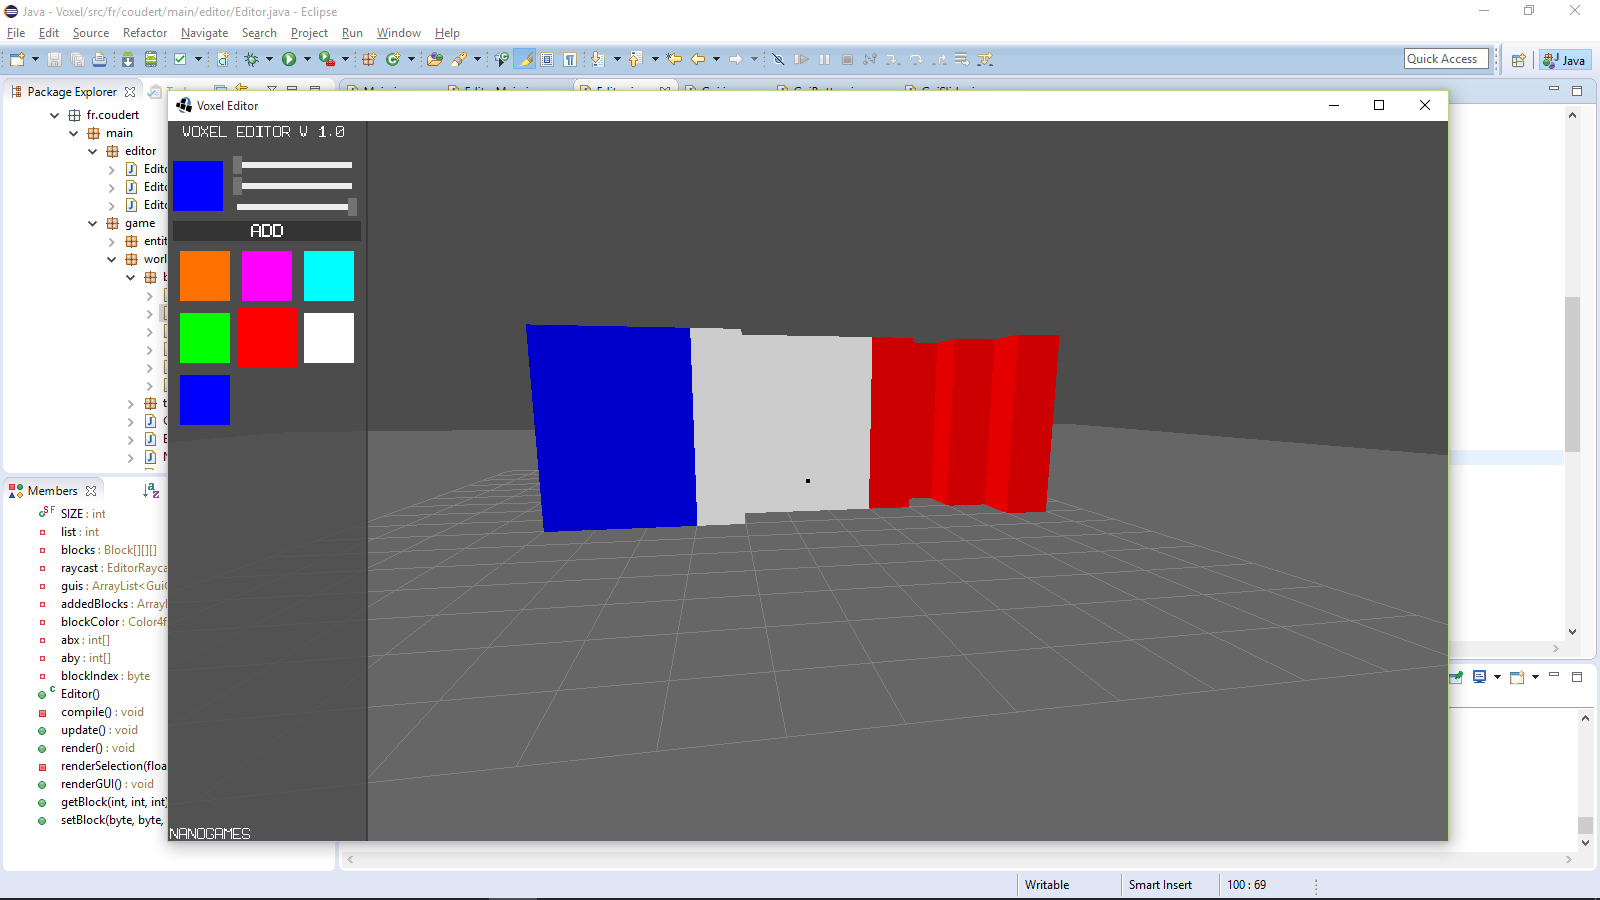 Java - Voxel/src/fr/coudert/main/editor/Editor.java - Eclipse
File Edit Source Refactor Navigate Search Project Run Window Help
Quick Access
Java
Package Explorer
fr.coudert
main
editor
Edito
Edito
Edito
game
entit
worl
Voxel Editor
VOXEL EDITOR V 1.0
ADD
NANOGAMES
Members
SIZE : int
list : int
blocks : Block[][][]
raycast : EditorRayca
guis : ArrayList<Gui
addedBlocks : Array
blockColor : Color4f
abx : int[]
aby : int[]
blockIndex : byte
Editor()
compile() : void
update() : void
render() : void
renderSelection(floa
renderGUI() : void
getBlock(int, int, int)
setBlock(byte, byte,
Writable
Smart Insert
100 : 69